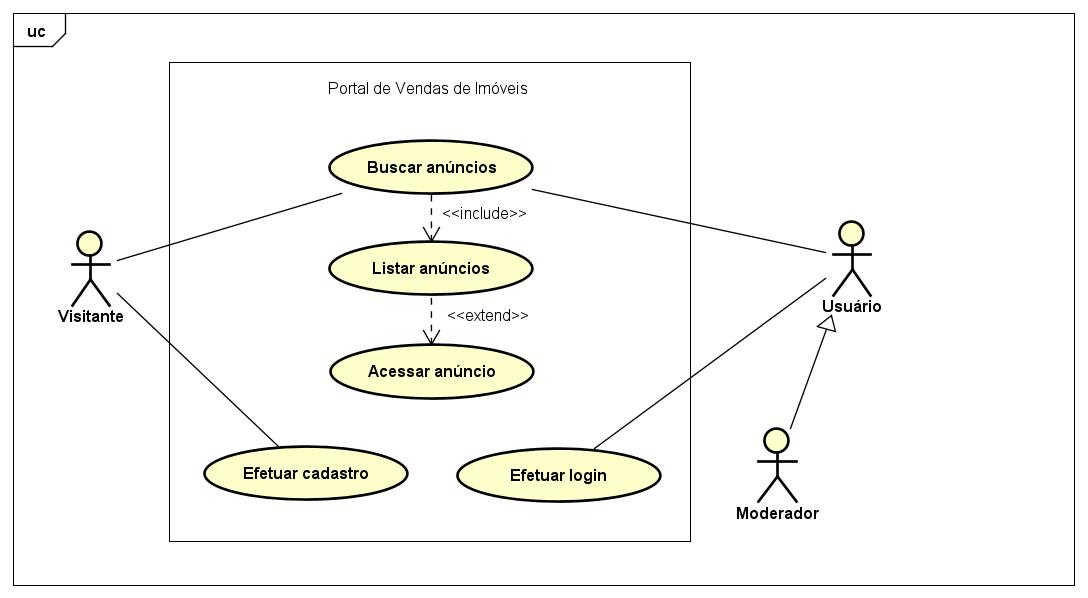 uc
Portal de Vendas de Imóveis
Buscar anúncios
<<include>>
Listar anúncios
Visitante
Usuário
<<extend>>
Acessar anúncio
Efetuar cadastro
Efetuar login
Moderador